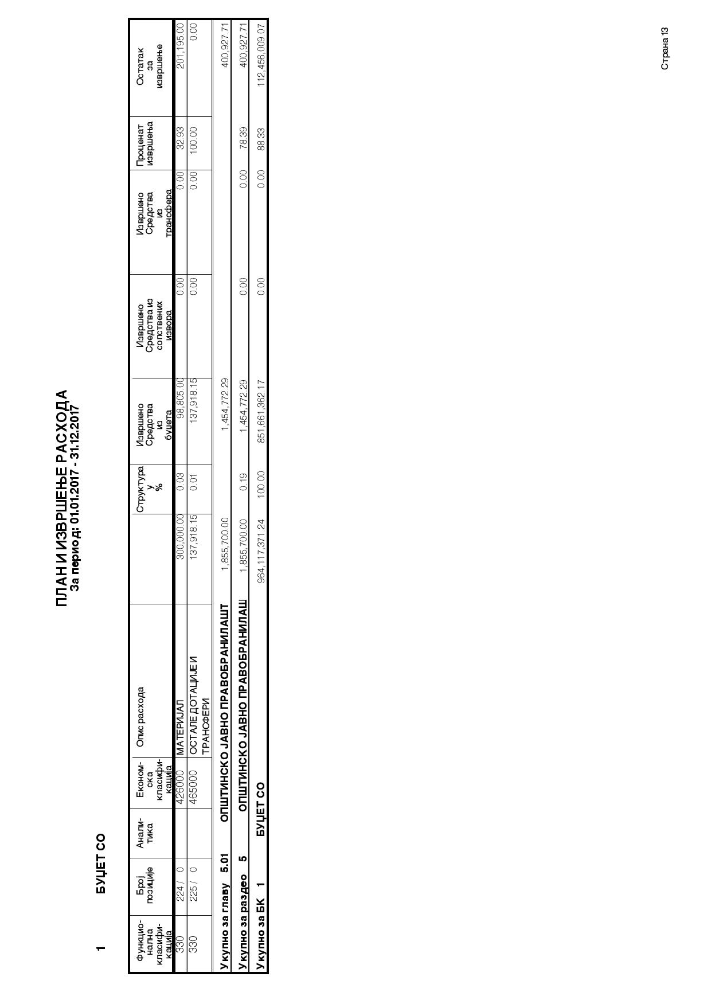 ПЛАН И ИЗВРШЕЊЕ РАСХОДА
За период: 01.01.2017 - 31.12.2017
1 БУЏЕТ СО
Функцио-
нална
класифи-
кација
Број
позиције
Анали-
тика
Економ-
ска
класифи-
кација
Опис расхода
Структура
у
%
Извршено
Средства
из
буџета
Извршено
Средства из
сопствених
извора
Извршено
Средства
из
трансфера
Проценат
извршења
Остатак
за
извршење
330 224 / 0 426000 МАТЕРИЈАЛ 300,000.00 0.03 98,805.00 0.00 0.00 32.93 201,195.00
330 225 / 0 465000 ОСТАЛЕ ДОТАЦИЈЕ И 137,918.15 0.01 137,918.15 0.00 0.00 100.00 0.00
ТРАНСФЕРИ
Укупно за главу 5.01 ОПШТИНСКО ЈАВНО ПРАВОБРАНИЛАШТ 1,855,700.00 1,454,772.29 400,927.71
Укупно за раздео 5 ОПШТИНСКО ЈАВНО ПРАВОБРАНИЛАШ 1,855,700.00 0.19 1,454,772.29 0.00 0.00 78.39 400,927.71
Укупно за БК 1 БУЏЕТ СО 964,117,371.24 100.00 851,661,362.17 0.00 0.00 88.33 112,456,009.07
Страна 13